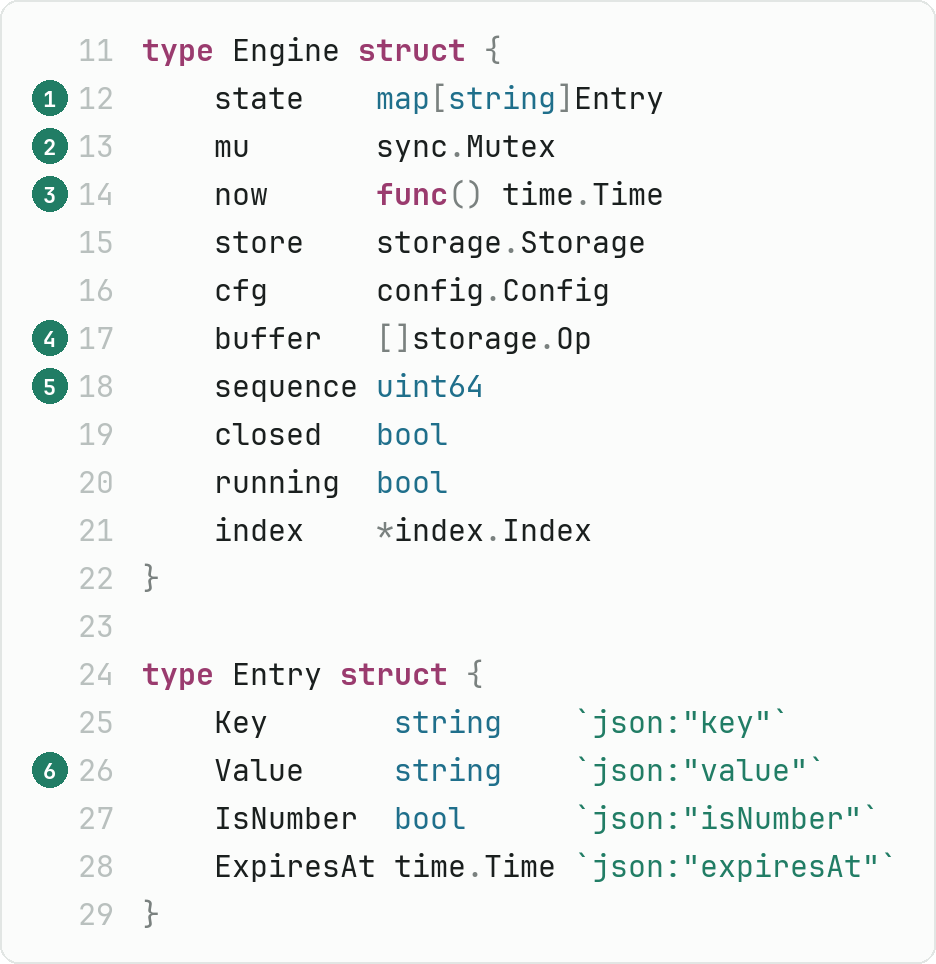 11 type Engine struct {
1 12     state    map[string]Entry
2 13     mu       sync.Mutex
3 14     now      func() time.Time
15     store    storage.Storage
16     cfg      config.Config
4 17     buffer   []storage.Op
5 18     sequence uint64
19     closed   bool
20     running  bool
21     index    *index.Index
22 }
23
24 type Entry struct {
25     Key       string    `json:"key"`
6 26     Value     string    `json:"value"`
27     IsNumber  bool      `json:"isNumber"`
28     ExpiresAt time.Time `json:"expiresAt"`
29 }